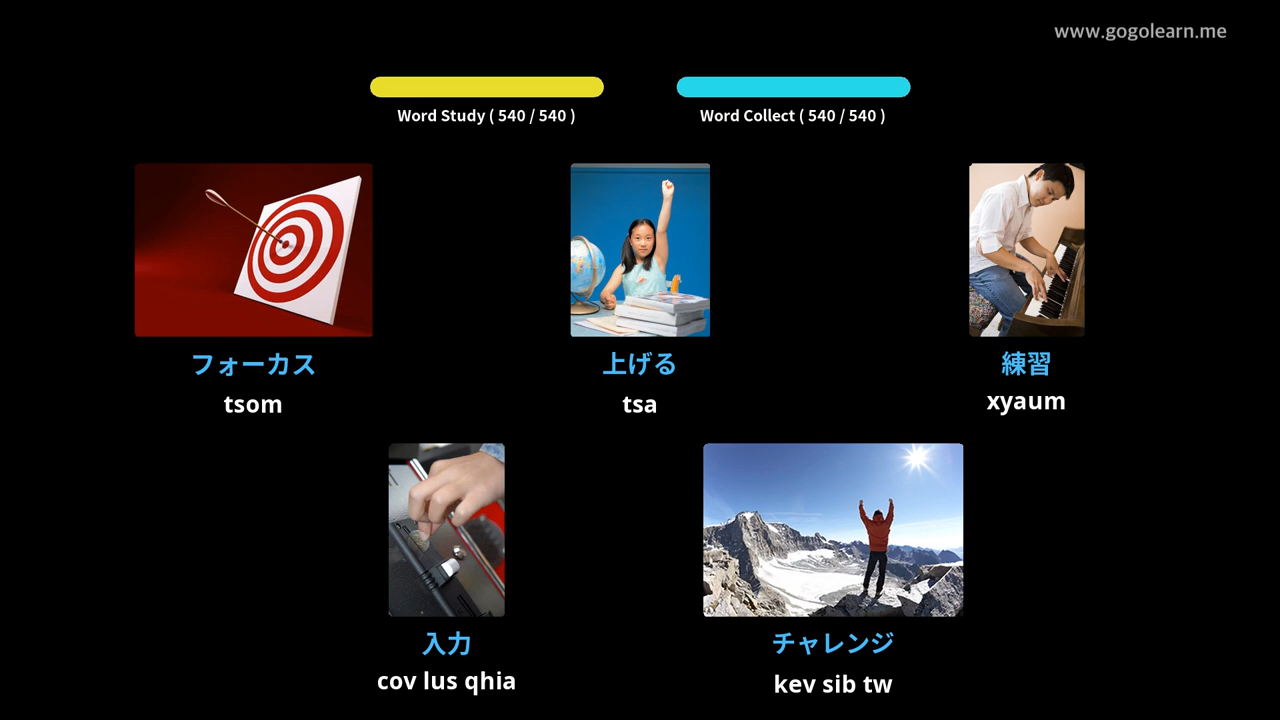 www.gogolearn.me
Word Study ( 540 / 540 )
Word Collect ( 540 / 540 )
フォーカス
tsom
上げる
tsa
練習
xyaum
入力
cov lus qhia
チャレンジ
kev sib tw